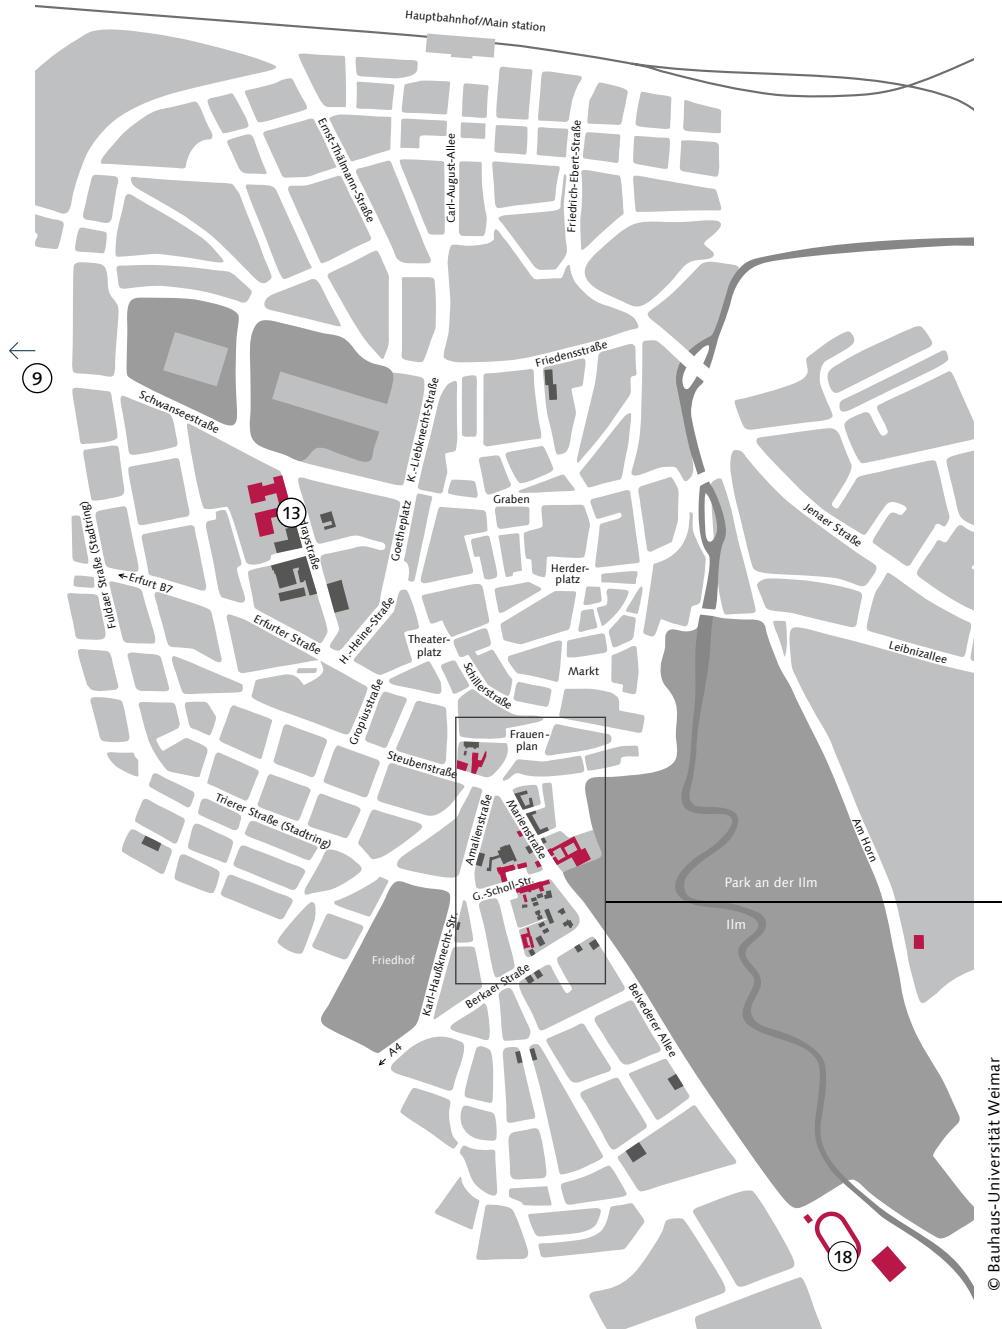 Hauptbahnhof/Main station
Ernst-Thälmann-Straße
Carl-August-Allee
Friedrich-Ebert-Straße
9
Friedensstraße
Schwanseestraße
K.-Liebknecht-Straße
Graben
13
Goetheplatz
Jenaer Straße
Fuldaer Straße (Stadtring)
Erfurt B7
Herder-
platz
Erfurter Straße
H.-Heine-Straße
Theater-
platz
Leibnizallee
Markt
Schillerstraße
Gropiusstraße
Frauen-
plan
Steubenstraße
Trierer Straße (Stadtring)
Amalienstraße
Marienstraße
Am Horn
G.-Scholl-Str.
Park an der Ilm
Ilm
Karl-Haußknecht-Str.
Friedhof
Berkaer Straße
Belvederer Allee
A4
18
© Bauhaus-Universität Weimar